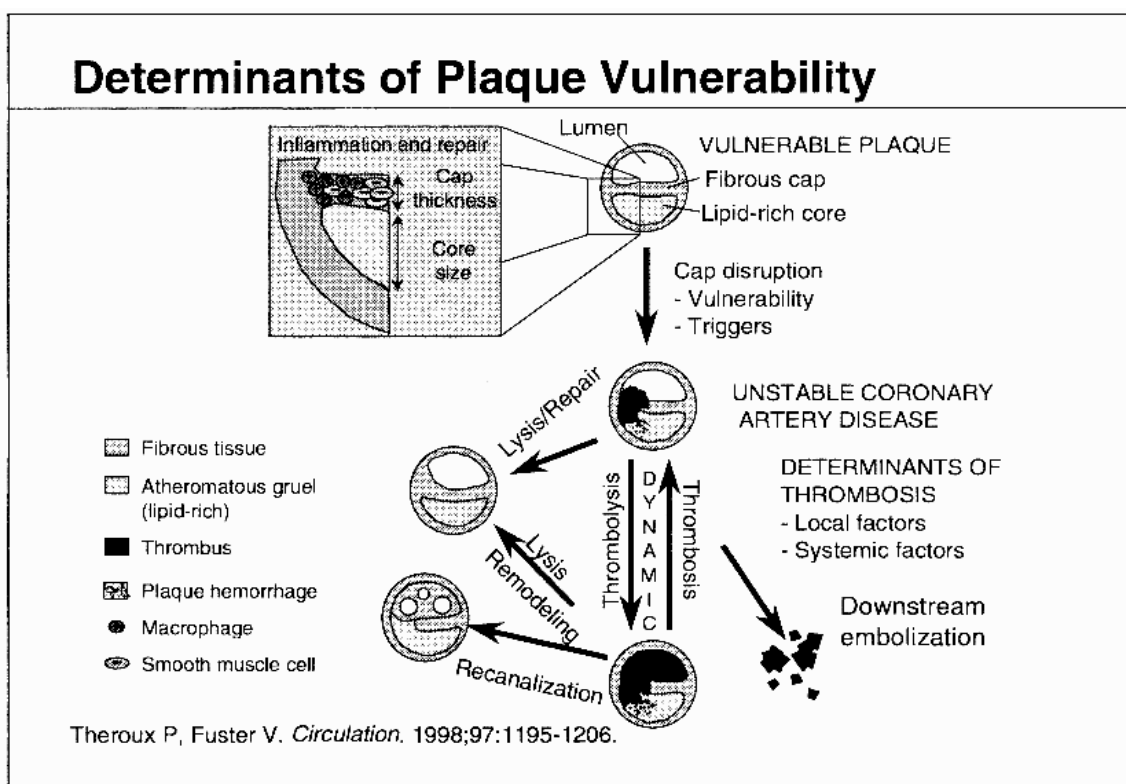 Determinants of Plaque Vulnerability
Inflammation and repair
Cap
thickness
Core
size
Lumen
VULNERABLE PLAQUE
Fibrous cap
Lipid-rich core
Cap disruption
- Vulnerability
- Triggers
Lysis/Repair
UNSTABLE CORONARY
ARTERY DISEASE
Fibrous tissue
Atheromatous gruel
(lipid-rich)
Thrombus
Plaque hemorrhage
Macrophage
Smooth muscle cell
Thrombolysis
DYNAMIC
Thrombosis
DETERMINANTS OF
THROMBOSIS
- Local factors
- Systemic factors
Lysis
Remodeling
Recanalization
Downstream
embolization
Theroux P, Fuster V. Circulation. 1998;97:1195-1206.